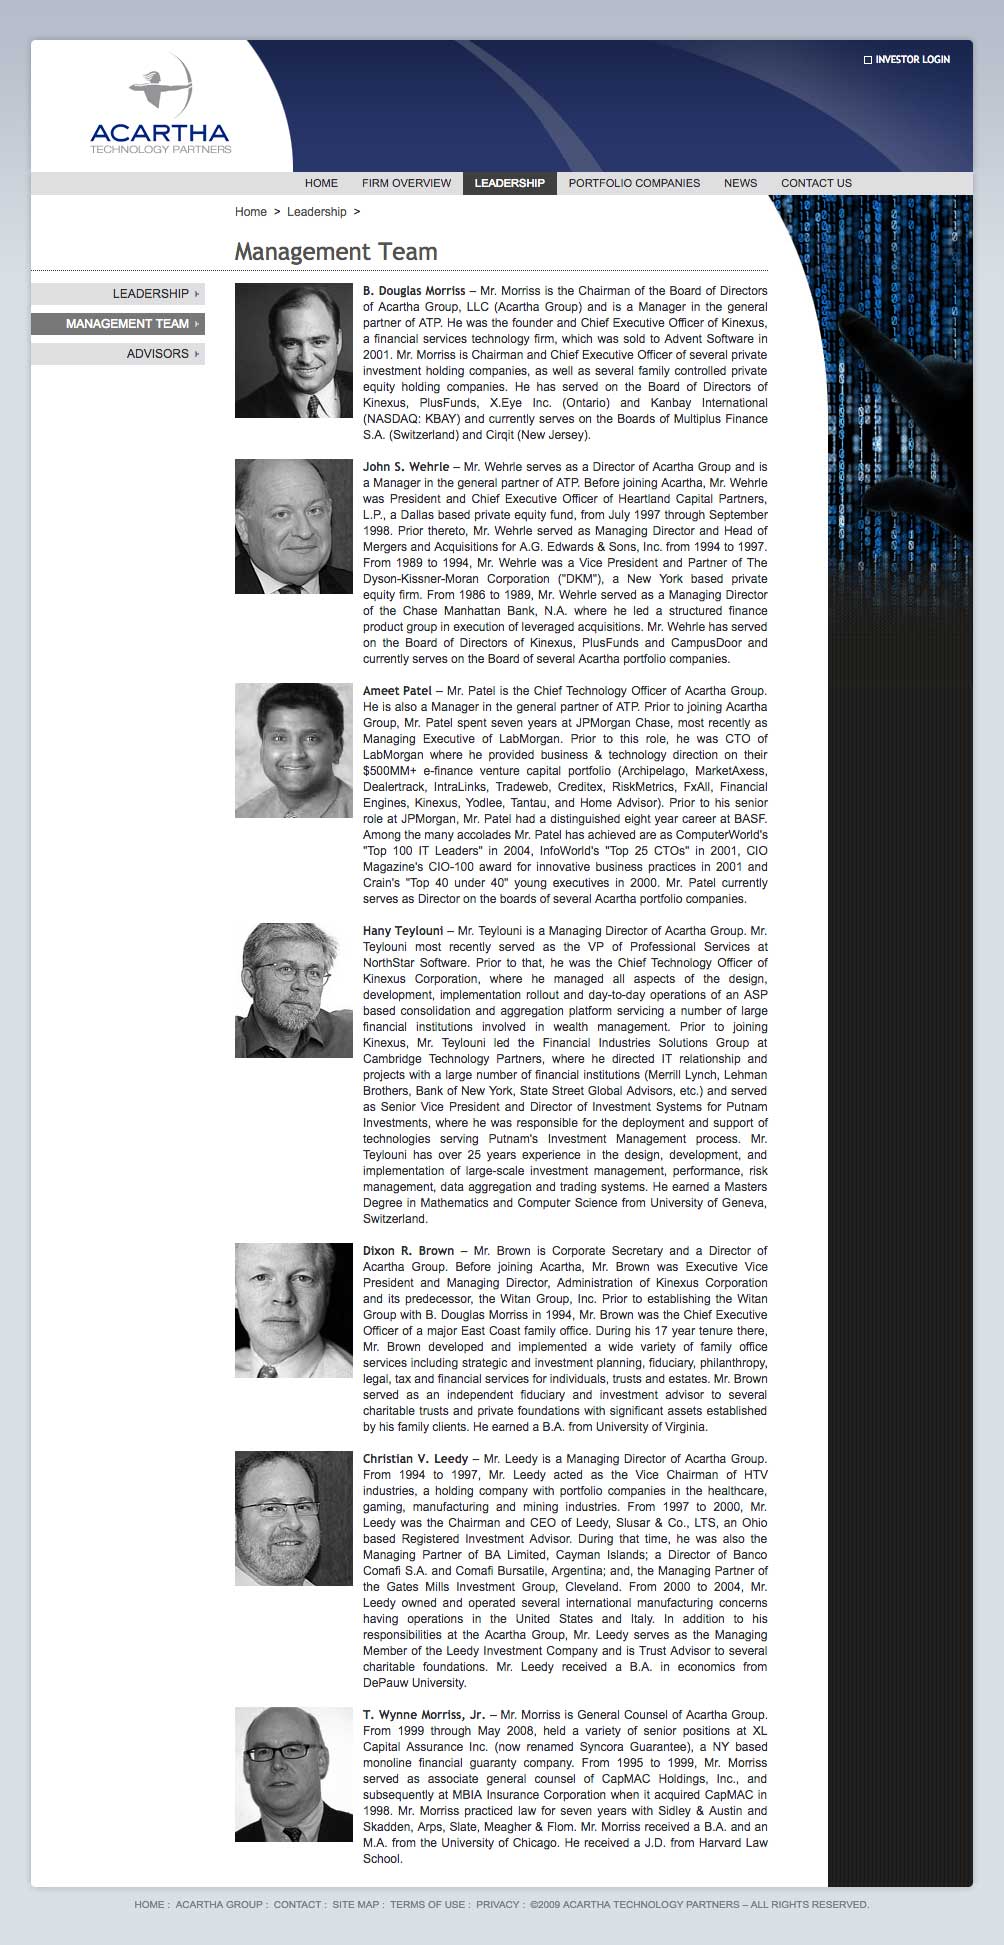 INVESTOR LOGIN
ACARTHA
TECHNOLOGY PARTNERS
HOME FIRM OVERVIEW LEADERSHIP PORTFOLIO COMPANIES NEWS CONTACT US
Home > Leadership >
Management Team
LEADERSHIP
MANAGEMENT TEAM
ADVISORS
B. Douglas Morriss – Mr. Morriss is the Chairman of the Board of Directors
of Acartha Group, LLC (Acartha Group) and is a Manager in the general
partner of ATP. He was the founder and Chief Executive Officer of Kinexus,
a financial services technology firm, which was sold to Advent Software in
2001. Mr. Morriss is Chairman and Chief Executive Officer of several private
investment holding companies, as well as several family controlled private
equity holding companies. He has served on the Board of Directors of
Kinexus, PlusFunds, X.Eye Inc. (Ontario) and Kanbay International
(NASDAQ: KBAY) and currently serves on the Boards of Multiplus Finance
S.A. (Switzerland) and Cirqit (New Jersey).
John S. Wehrle – Mr. Wehrle serves as a Director of Acartha Group and is
a Manager in the general partner of ATP. Before joining Acartha, Mr. Wehrle
was President and Chief Executive Officer of Heartland Capital Partners,
L.P., a Dallas based private equity fund, from July 1997 through September
1998. Prior thereto, Mr. Wehrle served as Managing Director and Head of
Mergers and Acquisitions for A.G. Edwards & Sons, Inc. from 1994 to 1997.
From 1989 to 1994, Mr. Wehrle was a Vice President and Partner of The
Dyson-Kissner-Moran Corporation ("DKM"), a New York based private
equity firm. From 1986 to 1989, Mr. Wehrle served as a Managing Director
of the Chase Manhattan Bank, N.A. where he led a structured finance
product group in execution of leveraged acquisitions. Mr. Wehrle has served
on the Board of Directors of Kinexus, PlusFunds and CampusDoor and
currently serves on the Board of several Acartha portfolio companies.
Ameet Patel – Mr. Patel is the Chief Technology Officer of Acartha Group.
He is also a Manager in the general partner of ATP. Prior to joining Acartha
Group, Mr. Patel spent seven years at JPMorgan Chase, most recently as
Managing Executive of LabMorgan. Prior to this role, he was CTO of
LabMorgan where he provided business & technology direction on their
$500MM+ e-finance venture capital portfolio (Archipelago, MarketAxess,
Dealertrack, IntraLinks, Tradeweb, Creditex, RiskMetrics, FxAll, Financial
Engines, Kinexus, Yodlee, Tantau, and Home Advisor). Prior to his senior
role at JPMorgan, Mr. Patel had a distinguished eight year career at BASF.
Among the many accolades Mr. Patel has achieved are as ComputerWorld's
"Top 100 IT Leaders" in 2004, InfoWorld's "Top 25 CTOs" in 2001, CIO
Magazine's CIO-100 award for innovative business practices in 2001 and
Crain's "Top 40 under 40" young executives in 2000. Mr. Patel currently
serves as Director on the boards of several Acartha portfolio companies.
Hany Teylouni – Mr. Teylouni is a Managing Director of Acartha Group. Mr.
Teylouni most recently served as the VP of Professional Services at
NorthStar Software. Prior to that, he was the Chief Technology Officer of
Kinexus Corporation, where he managed all aspects of the design,
development, implementation rollout and day-to-day operations of an ASP
based consolidation and aggregation platform servicing a number of large
financial institutions involved in wealth management. Prior to joining
Kinexus, Mr. Teylouni led the Financial Industries Solutions Group at
Cambridge Technology Partners, where he directed IT relationship and
projects with a large number of financial institutions (Merrill Lynch, Lehman
Brothers, Bank of New York, State Street Global Advisors, etc.) and served
as Senior Vice President and Director of Investment Systems for Putnam
Investments, where he was responsible for the deployment and support of
technologies serving Putnam's Investment Management process. Mr.
Teylouni has over 25 years experience in the design, development, and
implementation of large-scale investment management, performance, risk
management, data aggregation and trading systems. He earned a Masters
Degree in Mathematics and Computer Science from University of Geneva,
Switzerland.
Dixon R. Brown – Mr. Brown is Corporate Secretary and a Director of
Acartha Group. Before joining Acartha, Mr. Brown was Executive Vice
President and Managing Director, Administration of Kinexus Corporation
and its predecessor, the Witan Group, Inc. Prior to establishing the Witan
Group with B. Douglas Morriss in 1994, Mr. Brown was the Chief Executive
Officer of a major East Coast family office. During his 17 year tenure there,
Mr. Brown developed and implemented a wide variety of family office
services including strategic and investment planning, fiduciary, philanthropy,
legal, tax and financial services for individuals, trusts and estates. Mr. Brown
served as an independent fiduciary and investment advisor to several
charitable trusts and private foundations with significant assets established
by his family clients. He earned a B.A. from University of Virginia.
Christian V. Leedy – Mr. Leedy is a Managing Director of Acartha Group.
From 1994 to 1997, Mr. Leedy acted as the Vice Chairman of HTV
industries, a holding company with portfolio companies in the healthcare,
gaming, manufacturing and mining industries. From 1997 to 2000, Mr.
Leedy was the Chairman and CEO of Leedy, Slusar & Co., LTS, an Ohio
based Registered Investment Advisor. During that time, he was also the
Managing Partner of BA Limited, Cayman Islands; a Director of Banco
Comafi S.A. and Comafi Bursatile, Argentina; and, the Managing Partner of
the Gates Mills Investment Group, Cleveland. From 2000 to 2004, Mr.
Leedy owned and operated several international manufacturing concerns
having operations in the United States and Italy. In addition to his
responsibilities at the Acartha Group, Mr. Leedy serves as the Managing
Member of the Leedy Investment Company and is Trust Advisor to several
charitable foundations. Mr. Leedy received a B.A. in economics from
DePauw University.
T. Wynne Morriss, Jr. – Mr. Morriss is General Counsel of Acartha Group.
From 1999 through May 2008, held a variety of senior positions at XL
Capital Assurance Inc. (now renamed Syncora Guarantee), a NY based
monoline financial guaranty company. From 1995 to 1999, Mr. Morriss
served as associate general counsel of CapMAC Holdings, Inc., and
subsequently at MBIA Insurance Corporation when it acquired CapMAC in
1998. Mr. Morriss practiced law for seven years with Sidley & Austin and
Skadden, Arps, Slate, Meagher & Flom. Mr. Morriss received a B.A. and an
M.A. from the University of Chicago. He received a J.D. from Harvard Law
School.
HOME : ACARTHA GROUP : CONTACT : SITE MAP : TERMS OF USE : PRIVACY : ©2009 ACARTHA TECHNOLOGY PARTNERS – ALL RIGHTS RESERVED.